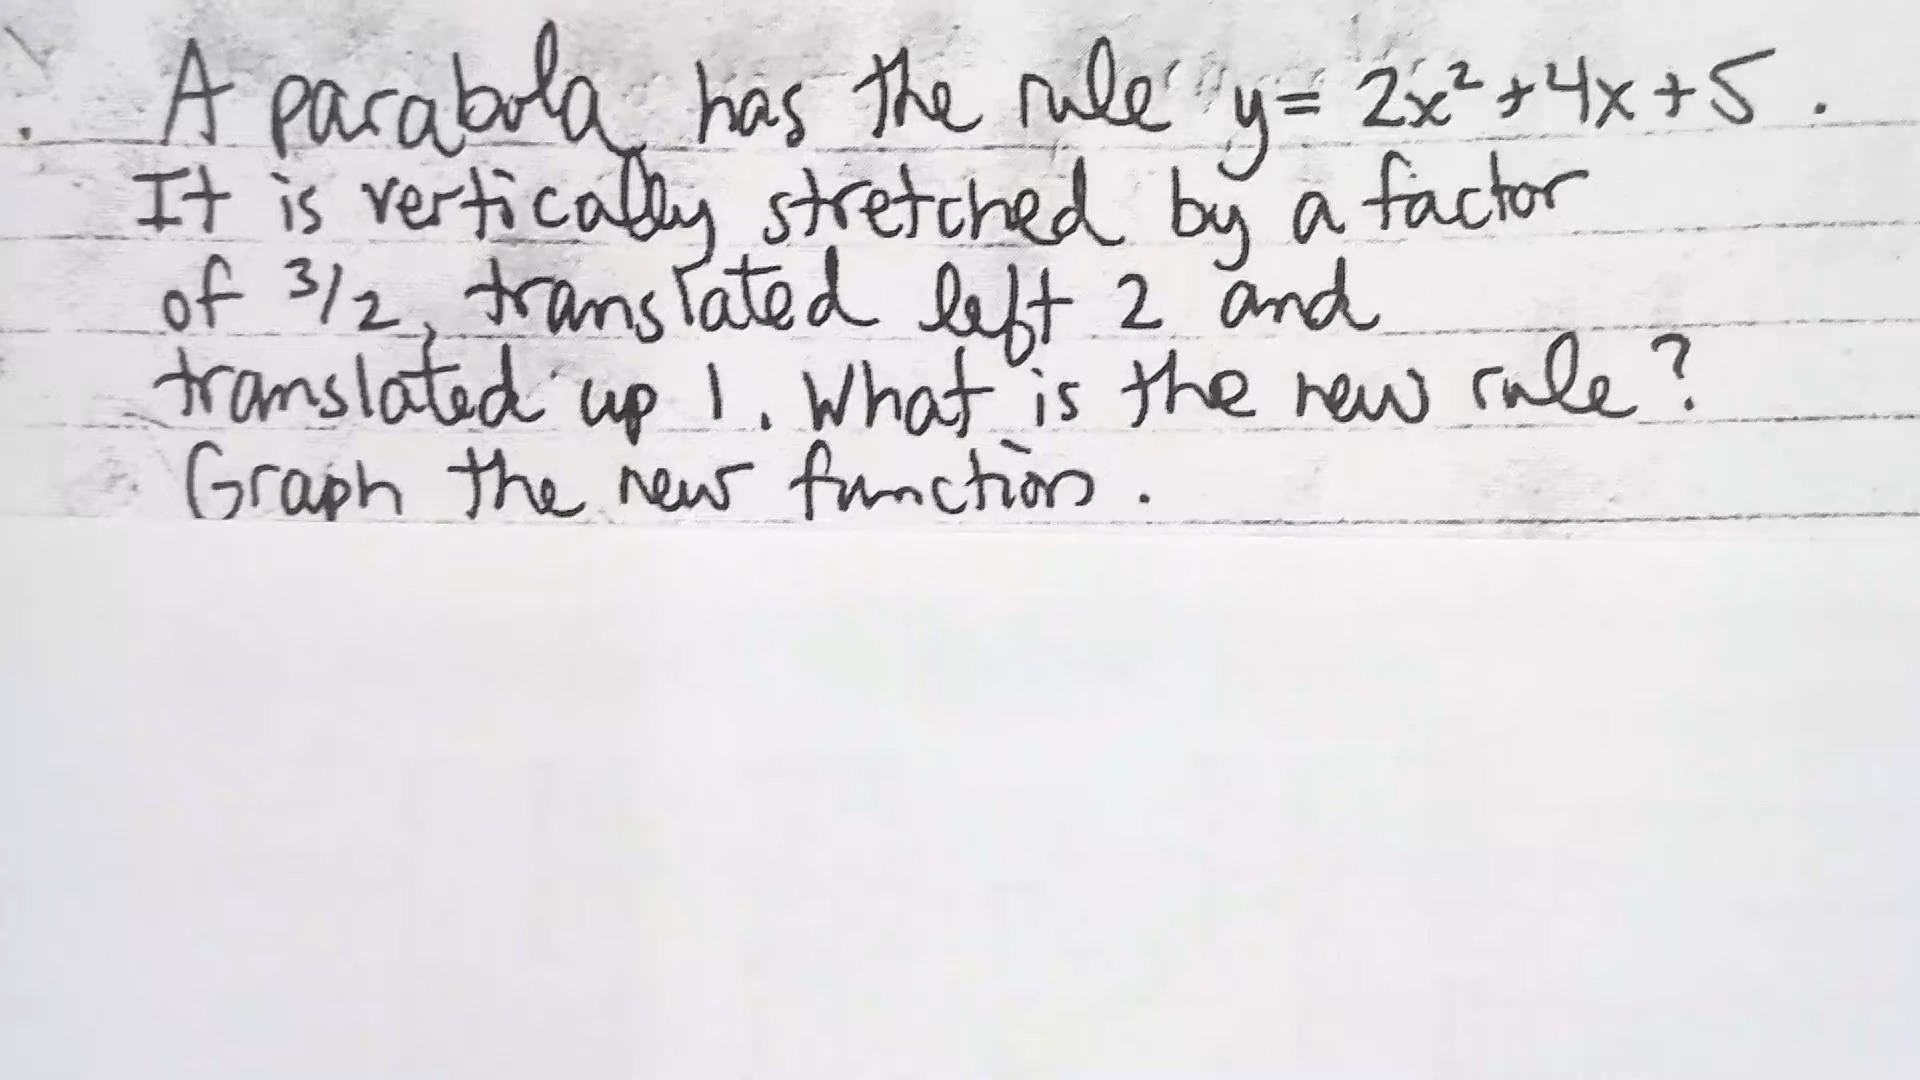 A parabola has the rule y = 2x² + 4x + 5 .
It is vertically stretched by a factor
of 3/2, translated left 2 and
translated up 1. What is the new rule?
Graph the new function.